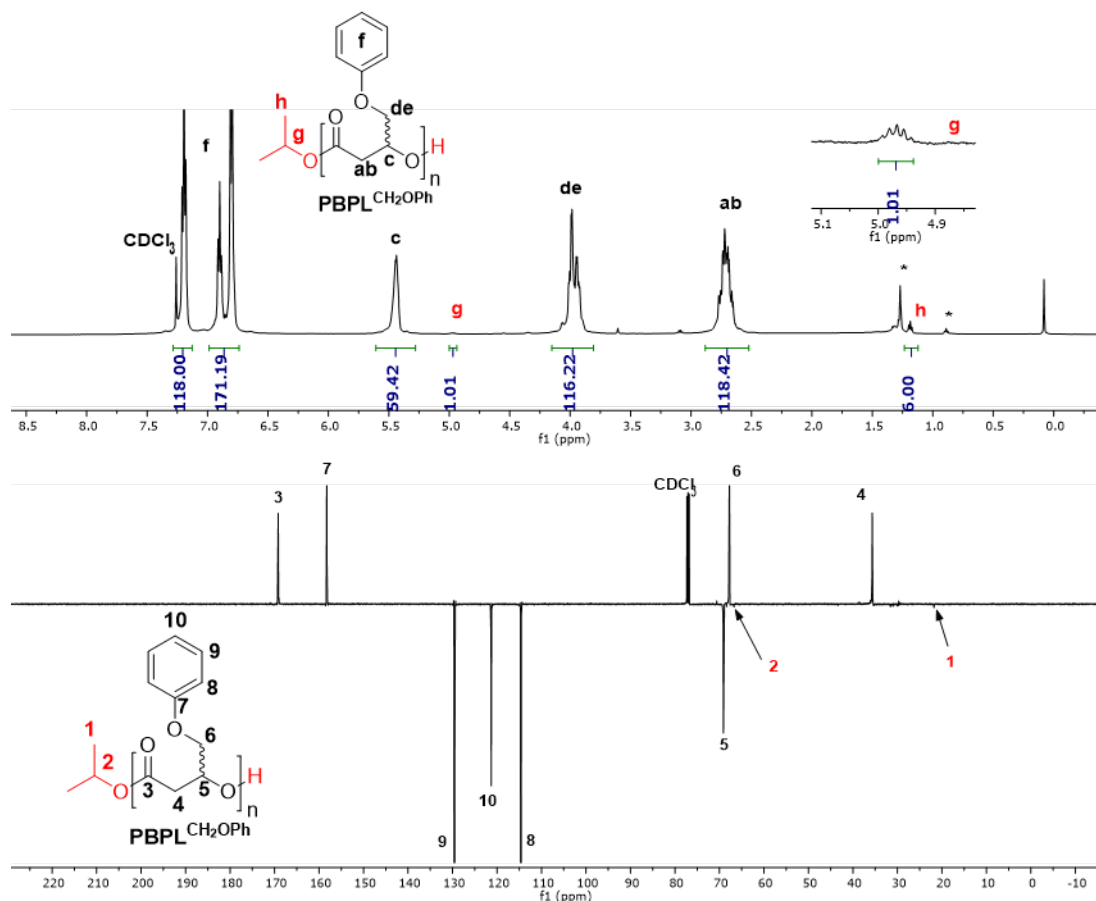 f
h
g
O
O
de
ab
c
O
O
n
H
PBPL^CH₂OPh
f
CDCl₃
c
g
de
ab
*
h
*
g
1.01
5.1 5.0 4.9
f1 (ppm)
118.00
171.19
59.42
1.01
116.22
118.42
6.00
8.5 8.0 7.5 7.0 6.5 6.0 5.5 5.0 4.5 4.0 3.5 3.0 2.5 2.0 1.5 1.0 0.5 0.0
f1 (ppm)
3
7
CDCl₃
6
4
2
1
5
9
10
8
10
9
8
7
O
6
1
2
O
O
3
4
5
O
n
H
PBPL^CH₂OPh
220 210 200 190 180 170 160 150 140 130 120 110 100 90 80 70 60 50 40 30 20 10 0 -10
f1 (ppm)